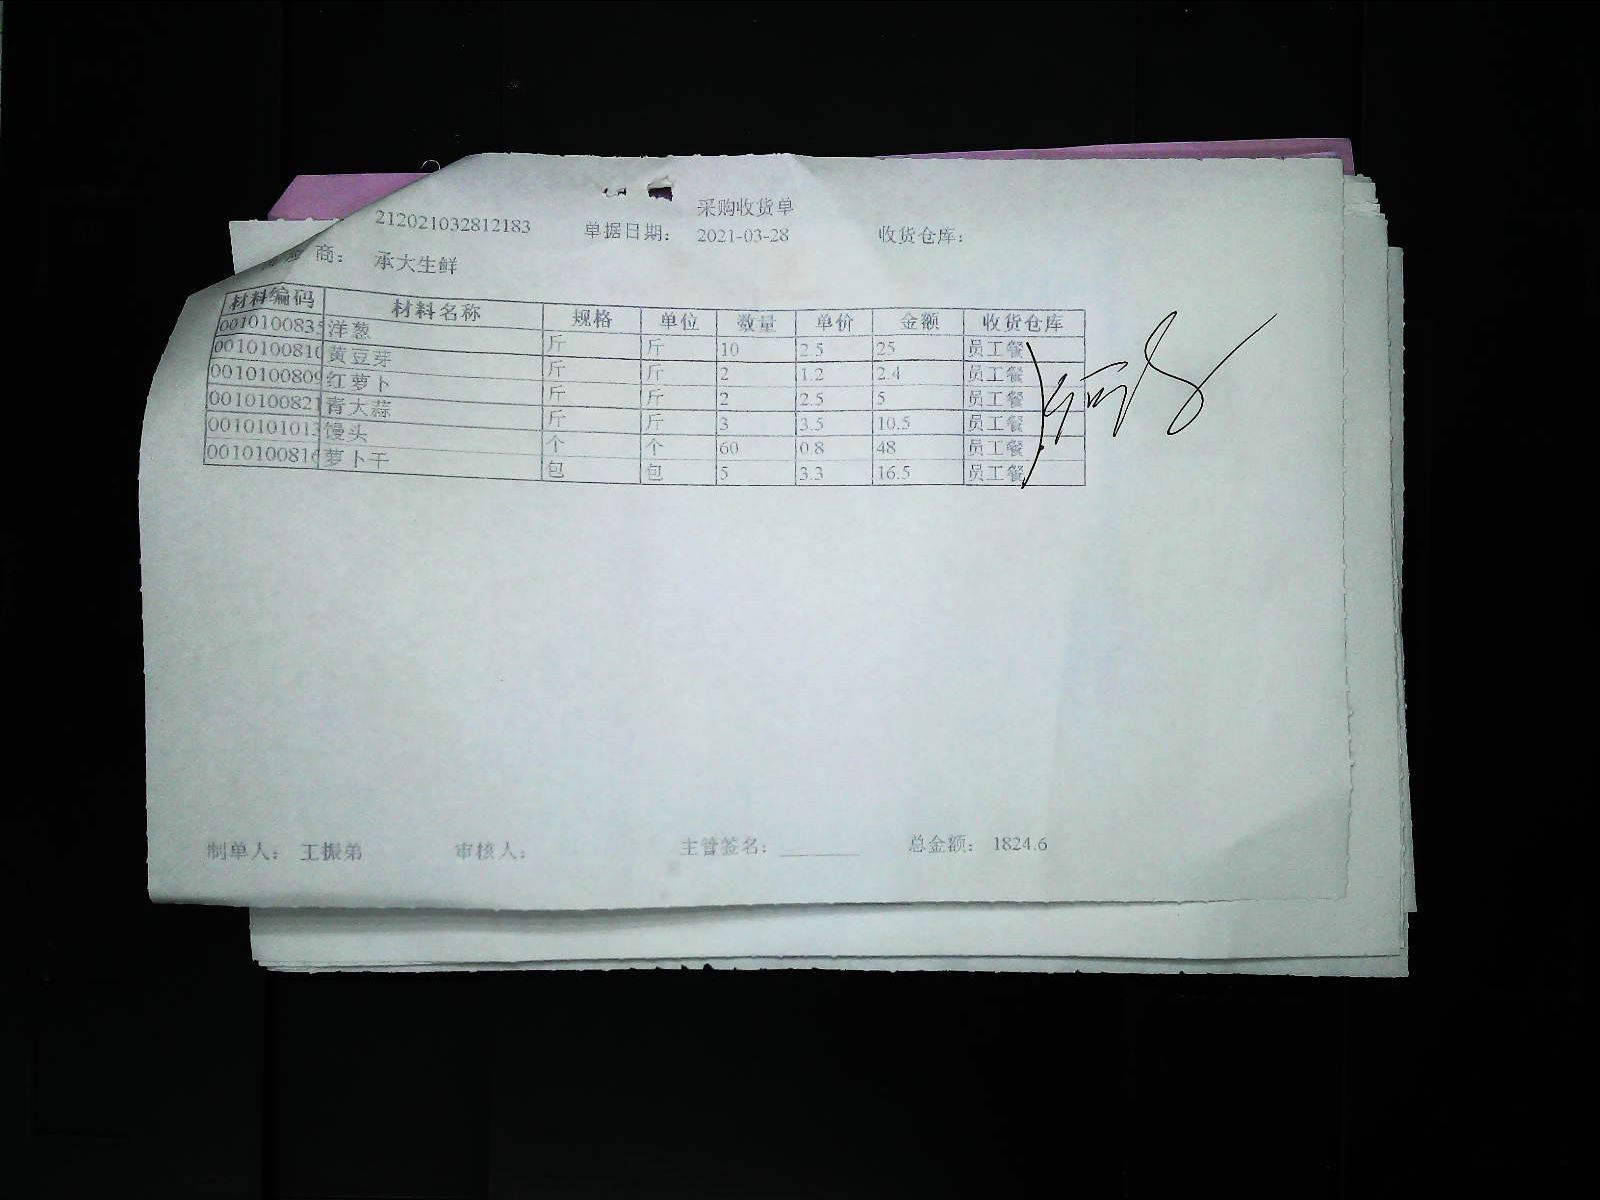 采购收货单
212021032812183 单据日期: 2021-03-28 收货仓库:
商: 承大生鲜
材料编码 材料名称 规格 单位 数量 单价 金额 收货仓库
001010083 洋葱 斤 斤 10 2.5 25 员工餐
001010081 黄豆芽 斤 斤 2 1.2 2.4 员工餐
0010100809 红萝卜 斤 斤 2 2.5 5 员工餐
0010100821 青大蒜 斤 斤 3 3.5 10.5 员工餐
001010101 馒头 个 个 60 0.8 48 员工餐
001010081 萝卜干 包 包 5 3.3 16.5 员工餐
制单人: 王振弟 审核人: 主管签名: 总金额: 1824.6